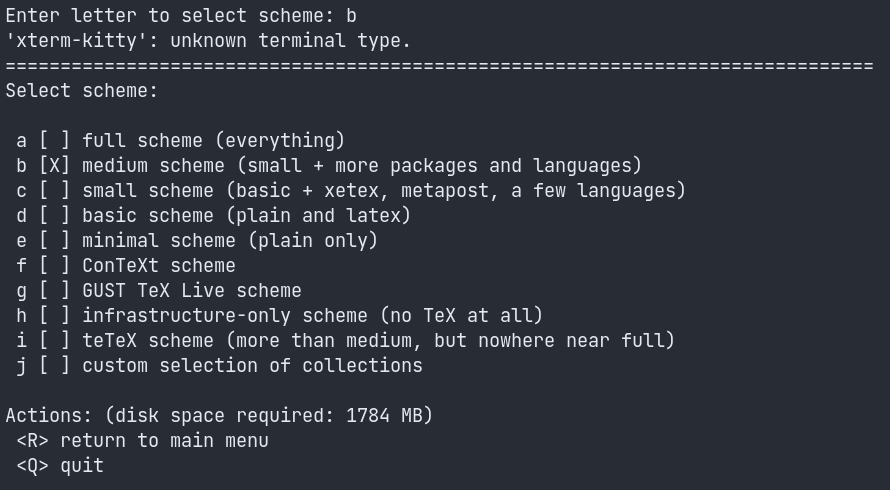 Enter letter to select scheme: b
'xterm-kitty': unknown terminal type.
===============================================================================
Select scheme:
a [ ] full scheme (everything)
b [X] medium scheme (small + more packages and languages)
c [ ] small scheme (basic + xetex, metapost, a few languages)
d [ ] basic scheme (plain and latex)
e [ ] minimal scheme (plain only)
f [ ] ConTeXt scheme
g [ ] GUST TeX Live scheme
h [ ] infrastructure-only scheme (no TeX at all)
i [ ] teTeX scheme (more than medium, but nowhere near full)
j [ ] custom selection of collections
Actions: (disk space required: 1784 MB)
<R> return to main menu
<Q> quit